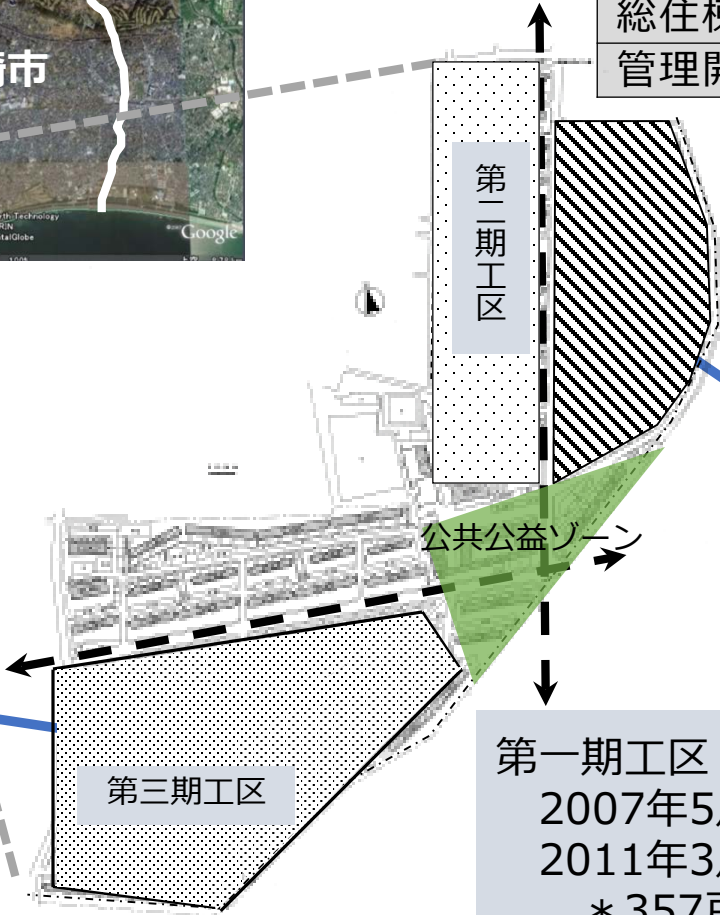 総住
管理開
市
Google
第二期工区
公共公益ゾーン
第三期工区
第一期工区
2007年5
2011年3
＊357